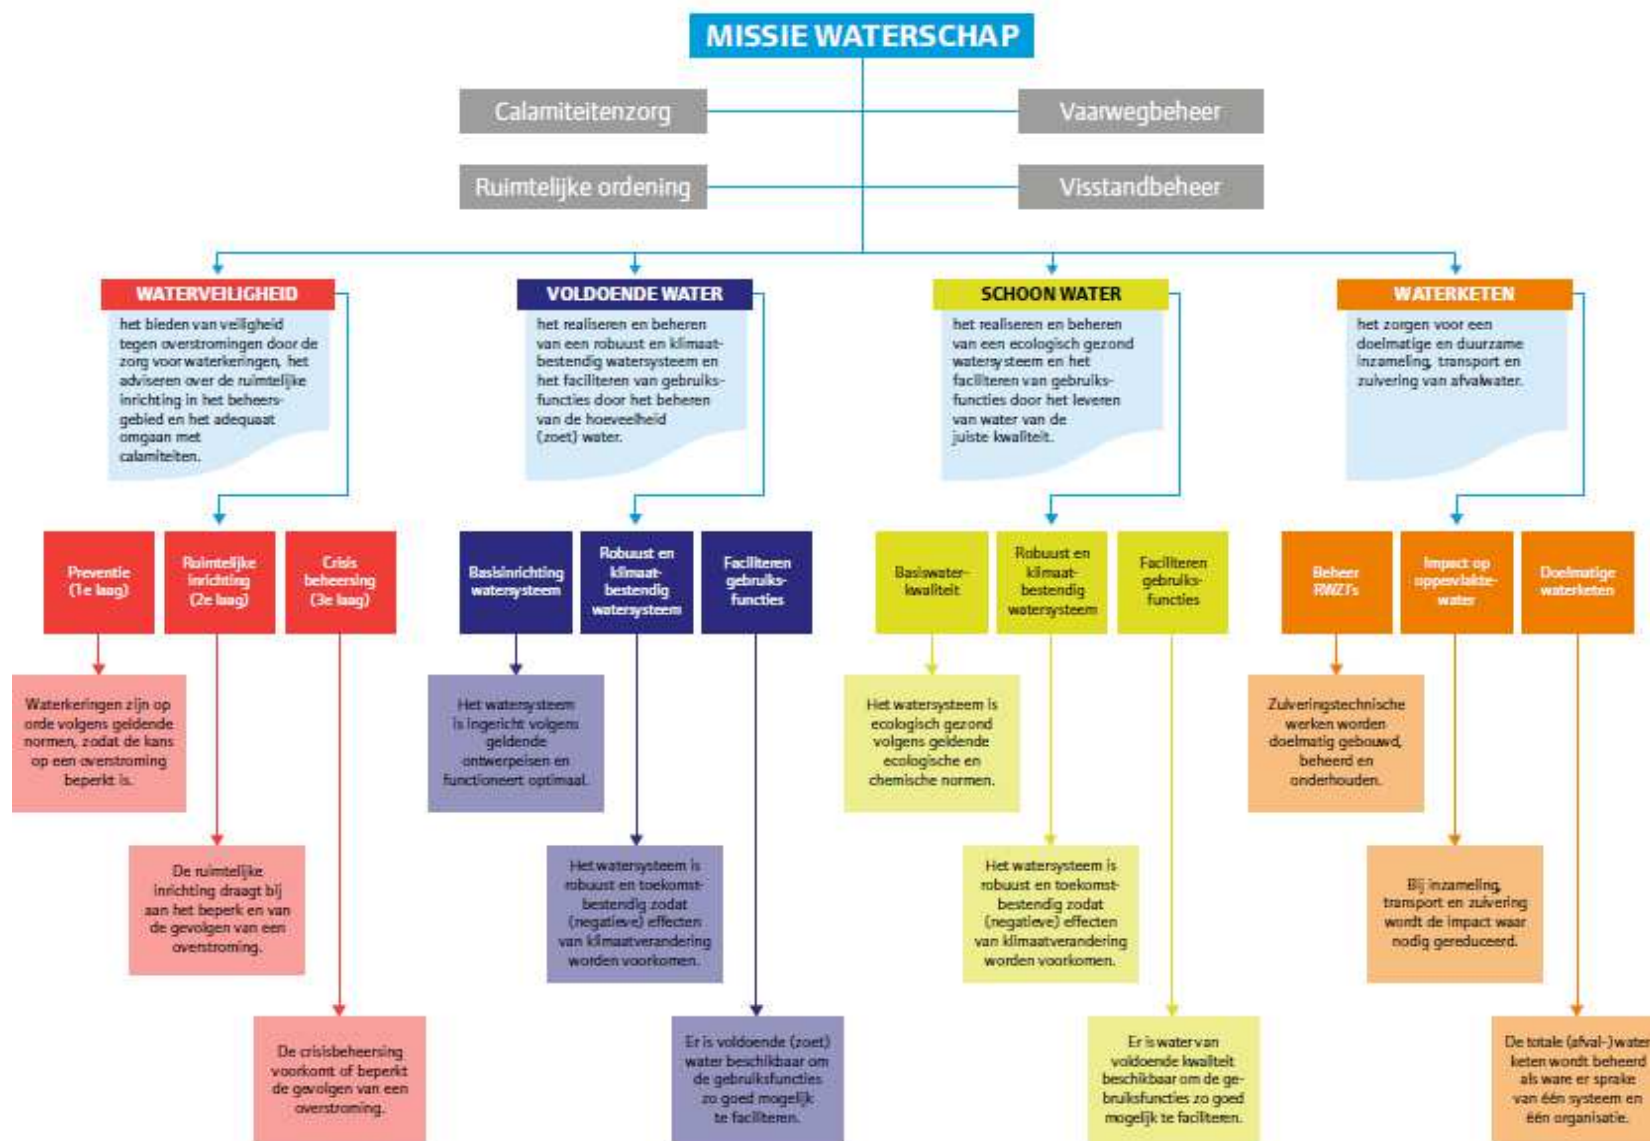 MISSIE WATERSCHAP
Calamiteitenzorg
Vaarwegbeheer
Ruimtelijke ordening
Visstandbeheer
WATERVEILIGHEID
het bieden van veiligheid
tegen overstromingen door de
zorg voor waterkeringen, het
adviseren over de ruimtelijke
inrichting in het beheers-
gebied en het adequaat
omgaan met
calamiteiten.
VOLDOENDE WATER
het realiseren en beheren
van een robuust en klimaat-
bestendig watersysteem en
het faciliteren van gebruiks-
functies door het beheren
van de hoeveelheid
(zoet) water.
SCHOON WATER
het realiseren en beheren
van een ecologisch gezond
watersysteem en het
faciliteren van gebruiks-
functies door het leveren
van water van de
juiste kwaliteit.
WATERKETEN
het zorgen voor een
doelmatige en duurzame
inzameling, transport en
zuivering van afvalwater.
Preventie
(1e laag)
Ruimtelijke
inrichting
(2e laag)
Crisis
beheersing
(3e laag)
Basisinrichting
watersysteem
Robuust en
klimaat-
bestendig
watersysteem
Faciliteren
gebruiks-
functies
Basiswater-
kwaliteit
Robuust en
klimaat-
bestendig
watersysteem
Faciliteren
gebruiks-
functies
Beheer
RWZI's
Impact op
oppervlakte-
water
Doelmatige
waterketen
Waterkeringen zijn op
orde volgens geldende
normen, zodat de kans
op een overstroming
beperkt is.
Het watersysteem
is ingericht volgens
geldende
ontwerpeisen en
functioneert optimaal.
Het watersysteem is
ecologisch gezond
volgens geldende
ecologische en
chemische normen.
Zuiveringstechnische
werken worden
doelmatig gebouwd,
beheerd en
onderhouden.
De ruimtelijke
inrichting draagt bij
aan het beperk en van
de gevolgen van een
overstroming.
Het watersysteem is
robuust en toekomst-
bestendig zodat
(negatieve) effecten
van klimaatverandering
worden voorkomen.
Het watersysteem is
robuust en toekomst-
bestendig zodat
(negatieve) effecten
van klimaatverandering
worden voorkomen.
Bij inzameling,
transport en zuivering
wordt de impact waar
nodig gereduceerd.
De crisisbeheersing
voorkomt of beperkt
de gevolgen van een
overstroming.
Er is voldoende (zoet)
water beschikbaar om
de gebruiksfuncties
zo goed mogelijk
te faciliteren.
Er is water van
voldoende kwaliteit
beschikbaar om de ge-
bruiksfuncties zo goed
mogelijk te faciliteren.
De totale (afval-)water
keten wordt beheerd
als ware er sprake
van één systeem en
één organisatie.